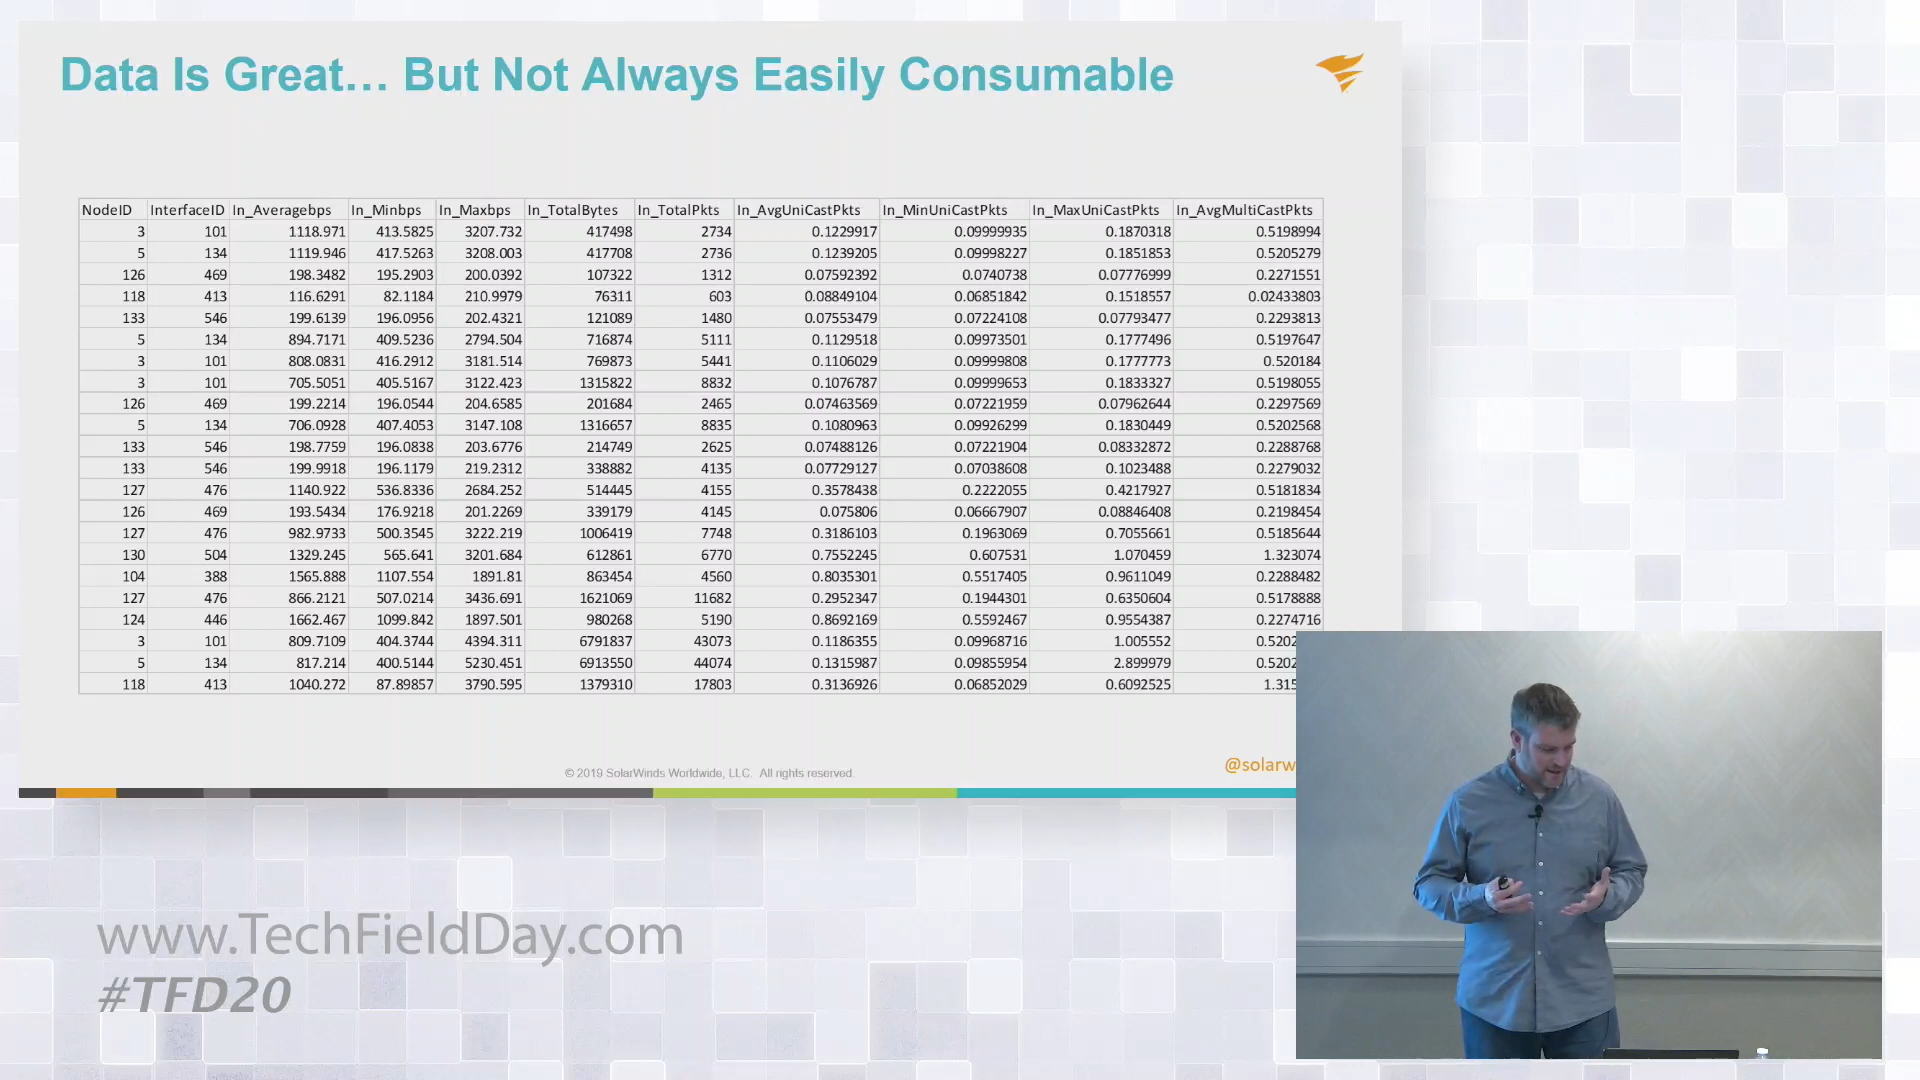 Data Is Great… But Not Always Easily Consumable
NodeID InterfaceID In_Averagebps In_Minbps In_Maxbps In_TotalBytes In_TotalPkts In_AvgUniCastPkts In_MinUniCastPkts In_MaxUniCastPkts In_AvgMultiCastPkts
3 101 1118.971 413.5825 3207.732 417498 2734 0.1229917 0.09999935 0.1870318 0.5198994
5 134 1119.946 417.5263 3208.003 417708 2736 0.1239205 0.09998227 0.1851853 0.5205279
126 469 198.3482 195.2903 200.0392 107322 1312 0.07592392 0.0740738 0.07776999 0.2271551
118 413 116.6291 82.1184 210.9979 76311 603 0.08849104 0.06851842 0.1518557 0.02433803
133 546 199.6139 196.0956 202.4321 121089 1480 0.07553479 0.07224108 0.07793477 0.2293813
5 134 894.7171 409.5236 2794.504 716874 5111 0.1129518 0.09973501 0.1777496 0.5197647
3 101 808.0831 416.2912 3181.514 769873 5441 0.1106029 0.09999808 0.1777773 0.520184
3 101 705.5051 405.5167 3122.423 1315822 8832 0.1076787 0.09999653 0.1833327 0.5198055
126 469 199.2214 196.0544 204.6585 201684 2465 0.07463569 0.07221959 0.07962644 0.2297569
5 134 706.0928 407.4053 3147.108 1316657 8835 0.1080963 0.09926299 0.1830449 0.5202568
133 546 198.7759 196.0838 203.6776 214749 2625 0.07488126 0.07221904 0.08332872 0.2288768
133 546 199.9918 196.1179 219.2312 338882 4135 0.07729127 0.07038608 0.1023488 0.2279032
127 476 1140.922 536.8336 2684.252 514445 4155 0.3578438 0.2222055 0.4217927 0.5181834
126 469 193.5434 176.9218 201.2269 339179 4145 0.075806 0.06667907 0.08846408 0.2198454
127 476 982.9733 500.3545 3222.219 1006419 7748 0.3186103 0.1963069 0.7055661 0.5185644
130 504 1329.245 565.641 3201.684 612861 6770 0.7552245 0.607531 1.070459 1.323074
104 388 1565.888 1107.554 1891.81 863454 4560 0.8035301 0.5517405 0.9611049 0.2288482
127 476 866.2121 507.0214 3436.691 1621069 11682 0.2952347 0.1944301 0.6350604 0.5178888
124 446 1662.467 1099.842 1897.501 980268 5190 0.8692169 0.5592467 0.9554387 0.2274716
3 101 809.7109 404.3744 4394.311 6791837 43073 0.1186355 0.09968716 1.005552 0.520
5 134 817.214 400.5144 5230.451 6913550 44074 0.1315987 0.09855954 2.899979 0.520
118 413 1040.272 87.89857 3790.595 1379310 17803 0.3136926 0.06852029 0.6092525 1.315
© 2019 SolarWinds Worldwide, LLC. All rights reserved.
@solarw
www.TechFieldDay.com
#TFD20